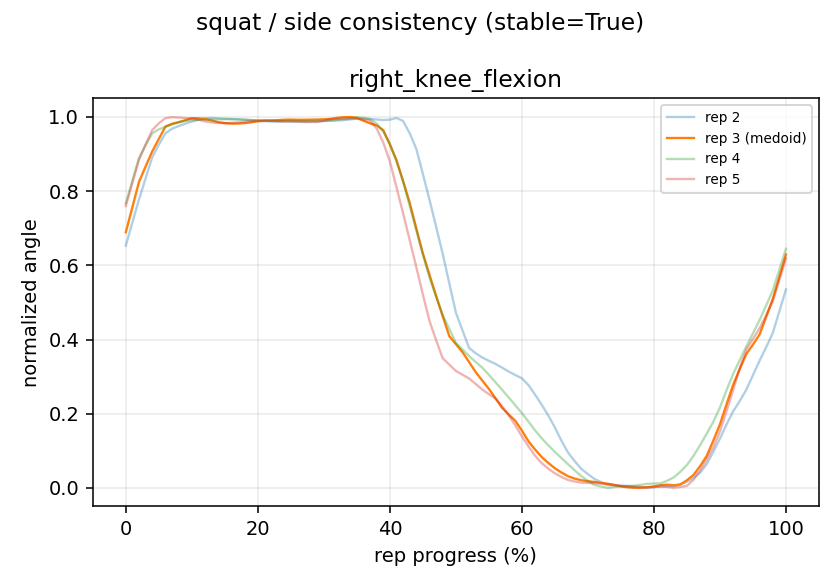 squat / side consistency (stable=True)
right_knee_flexion
1.0
0.8
0.6
0.4
0.2
0.0
normalized angle
rep 2
rep 3 (medoid)
rep 4
rep 5
0 20 40 60 80 100
rep progress (%)